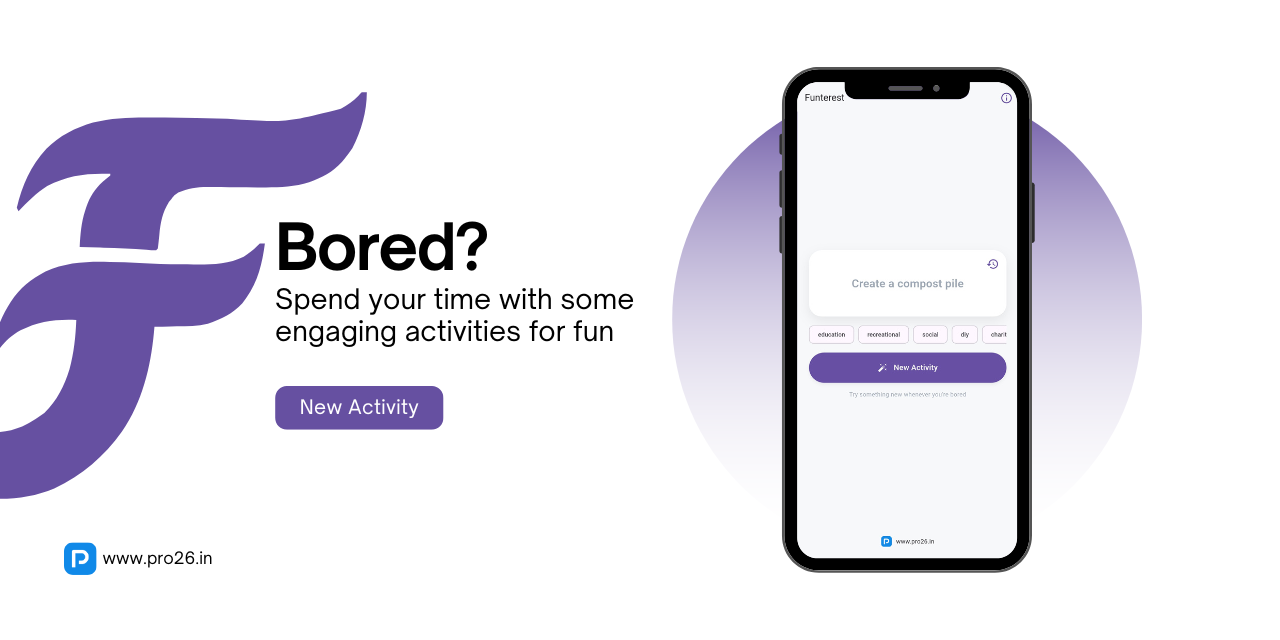 Bored?
Spend your time with some
engaging activities for fun
New Activity
www.pro26.in
Funterest
Create a compost pile
education recreational social diy charit
New Activity
Try something new whenever you're bored
www.pro26.in